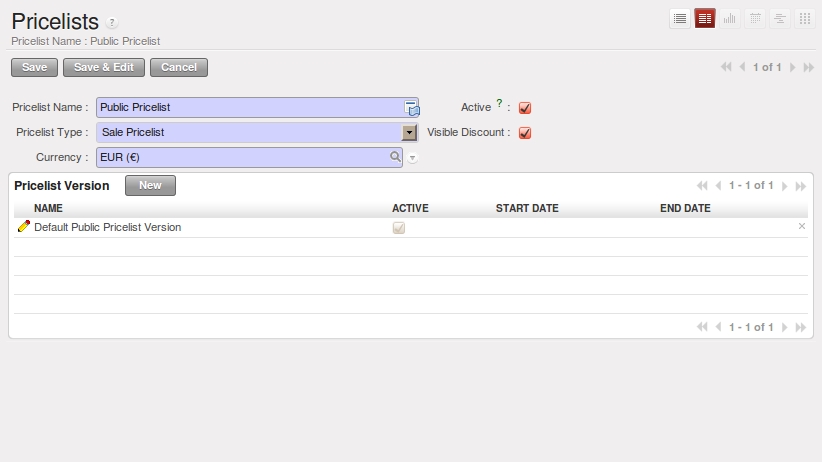 Pricelists ?
Pricelist Name : Public Pricelist
Save Save & Edit Cancel 1 of 1
Pricelist Name : Public Pricelist Active ? :
Pricelist Type : Sale Pricelist Visible Discount :
Currency : EUR (€)
Pricelist Version New 1 - 1 of 1
NAME ACTIVE START DATE END DATE
Default Public Pricelist Version
1 - 1 of 1